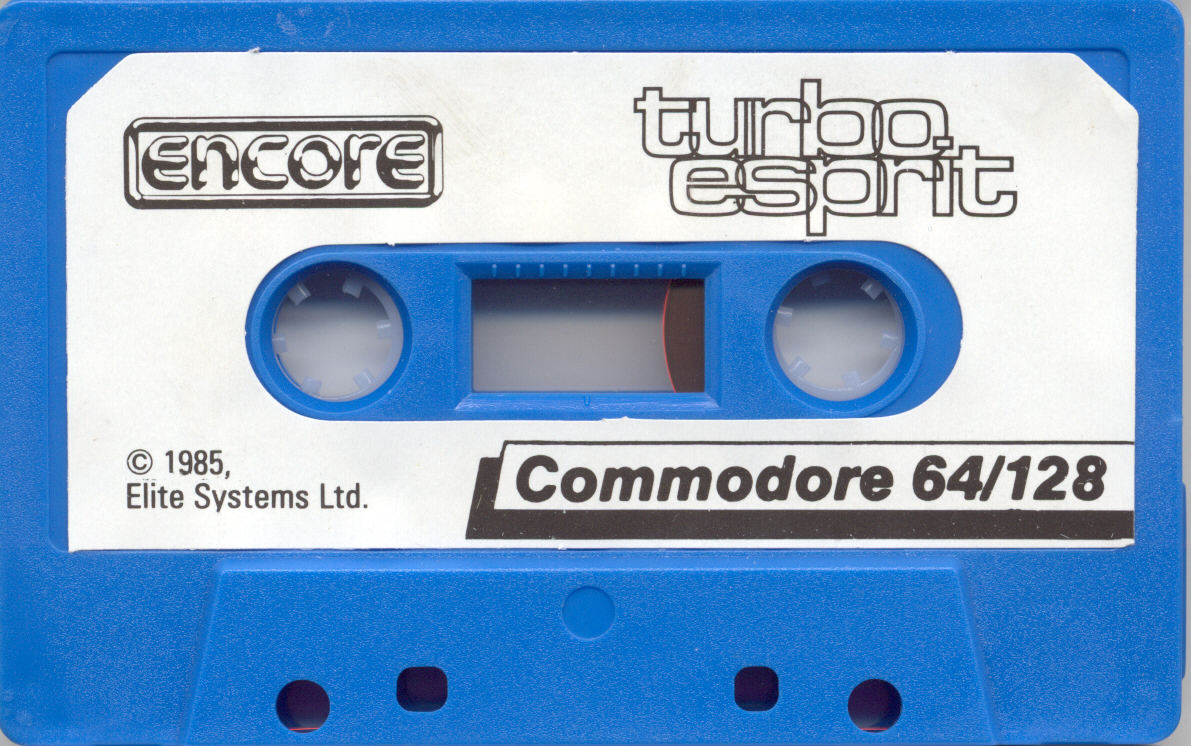 encore
turbo
esprit
© 1985,
Elite Systems Ltd.
Commodore 64/128